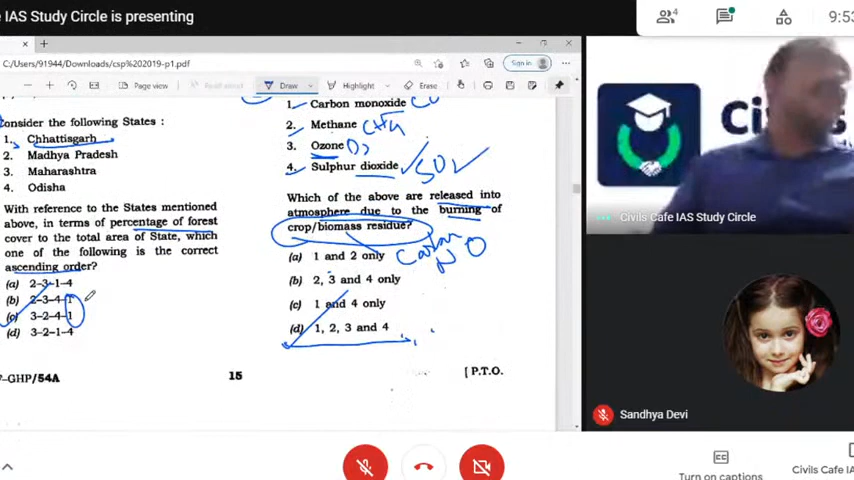 IAS Study Circle is presenting
4
9:53
C:/Users/91944/Downloads/csp%202019-p1.pdf
Sign in
Page view
Read aloud
Draw
Highlight
Erase
onsider the following States :
1. Chhattisgarh
2. Madhya Pradesh
3. Maharashtra
4. Odisha
With reference to the States mentioned
above, in terms of percentage of forest
cover to the total area of State, which
one of the following is the correct
ascending order?
(a) 2-3-1-4
(b) 2-3-4-1
(c) 3-2-4-1
(d) 3-2-1-4
-GHP/54A
15
1. Carbon monoxide CO
2. Methane CH4
3. Ozone O3
4. Sulphur dioxide SO2
Which of the above are released into
atmosphere due to the burning of
crop/biomass residue?
(a) 1 and 2 only
(b) 2, 3 and 4 only
(c) 1 and 4 only
(d) 1, 2, 3 and 4
[ P.T.O.
Civ
IAS
Civils Cafe IAS Study Circle
Sandhya Devi
Turn on captions
Civils Cafe IA